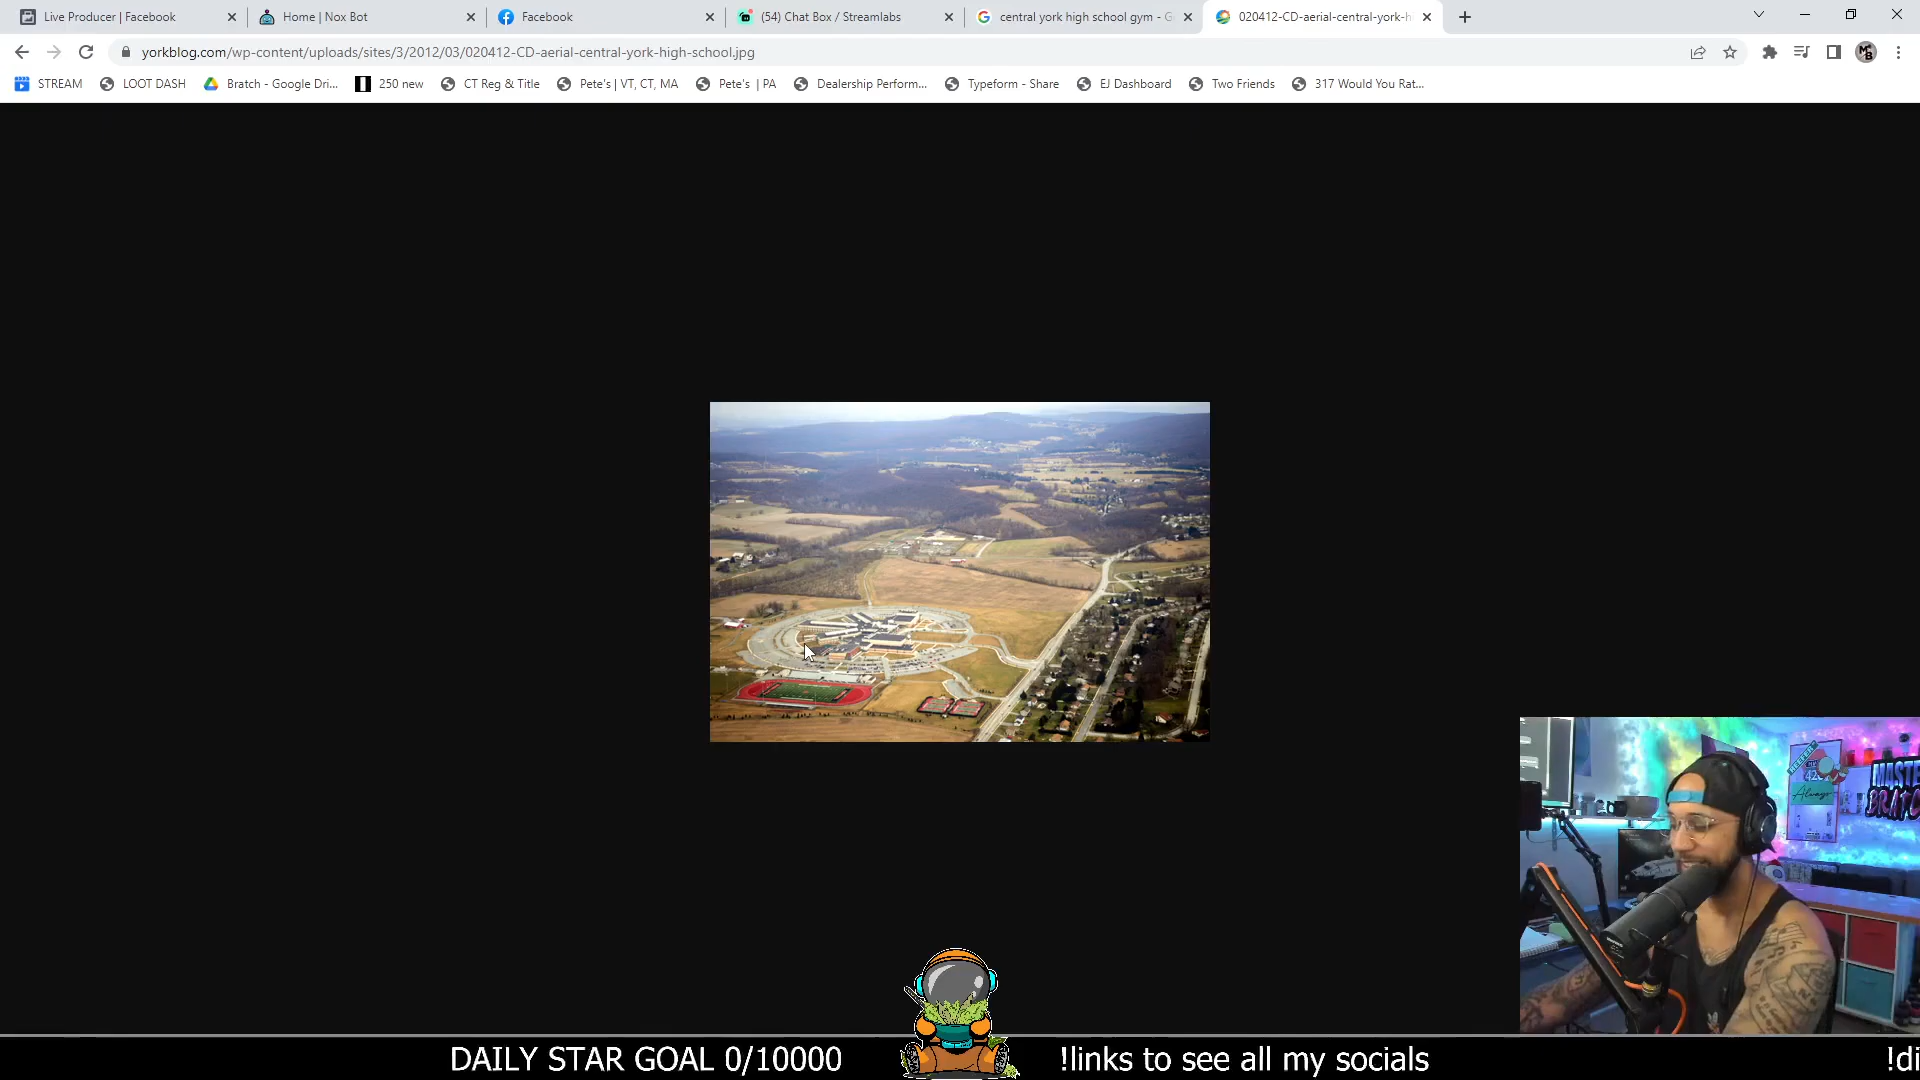 Live Producer | Facebook
Home | Nox Bot
Facebook
(54) Chat Box / Streamlabs
central york high school gym - G
020412-CD-aerial-central-york-h
yorkblog.com/wp-content/uploads/sites/3/2012/03/020412-CD-aerial-central-york-high-school.jpg
STREAM
LOOT DASH
Bratch - Google Dri...
250 new
CT Reg & Title
Pete's | VT, CT, MA
Pete's | PA
Dealership Perform...
Typeform - Share
EJ Dashboard
Two Friends
317 Would You Rat...
Always
MASTE
BRATC
DAILY STAR GOAL 0/10000
!links to see all my socials
!di